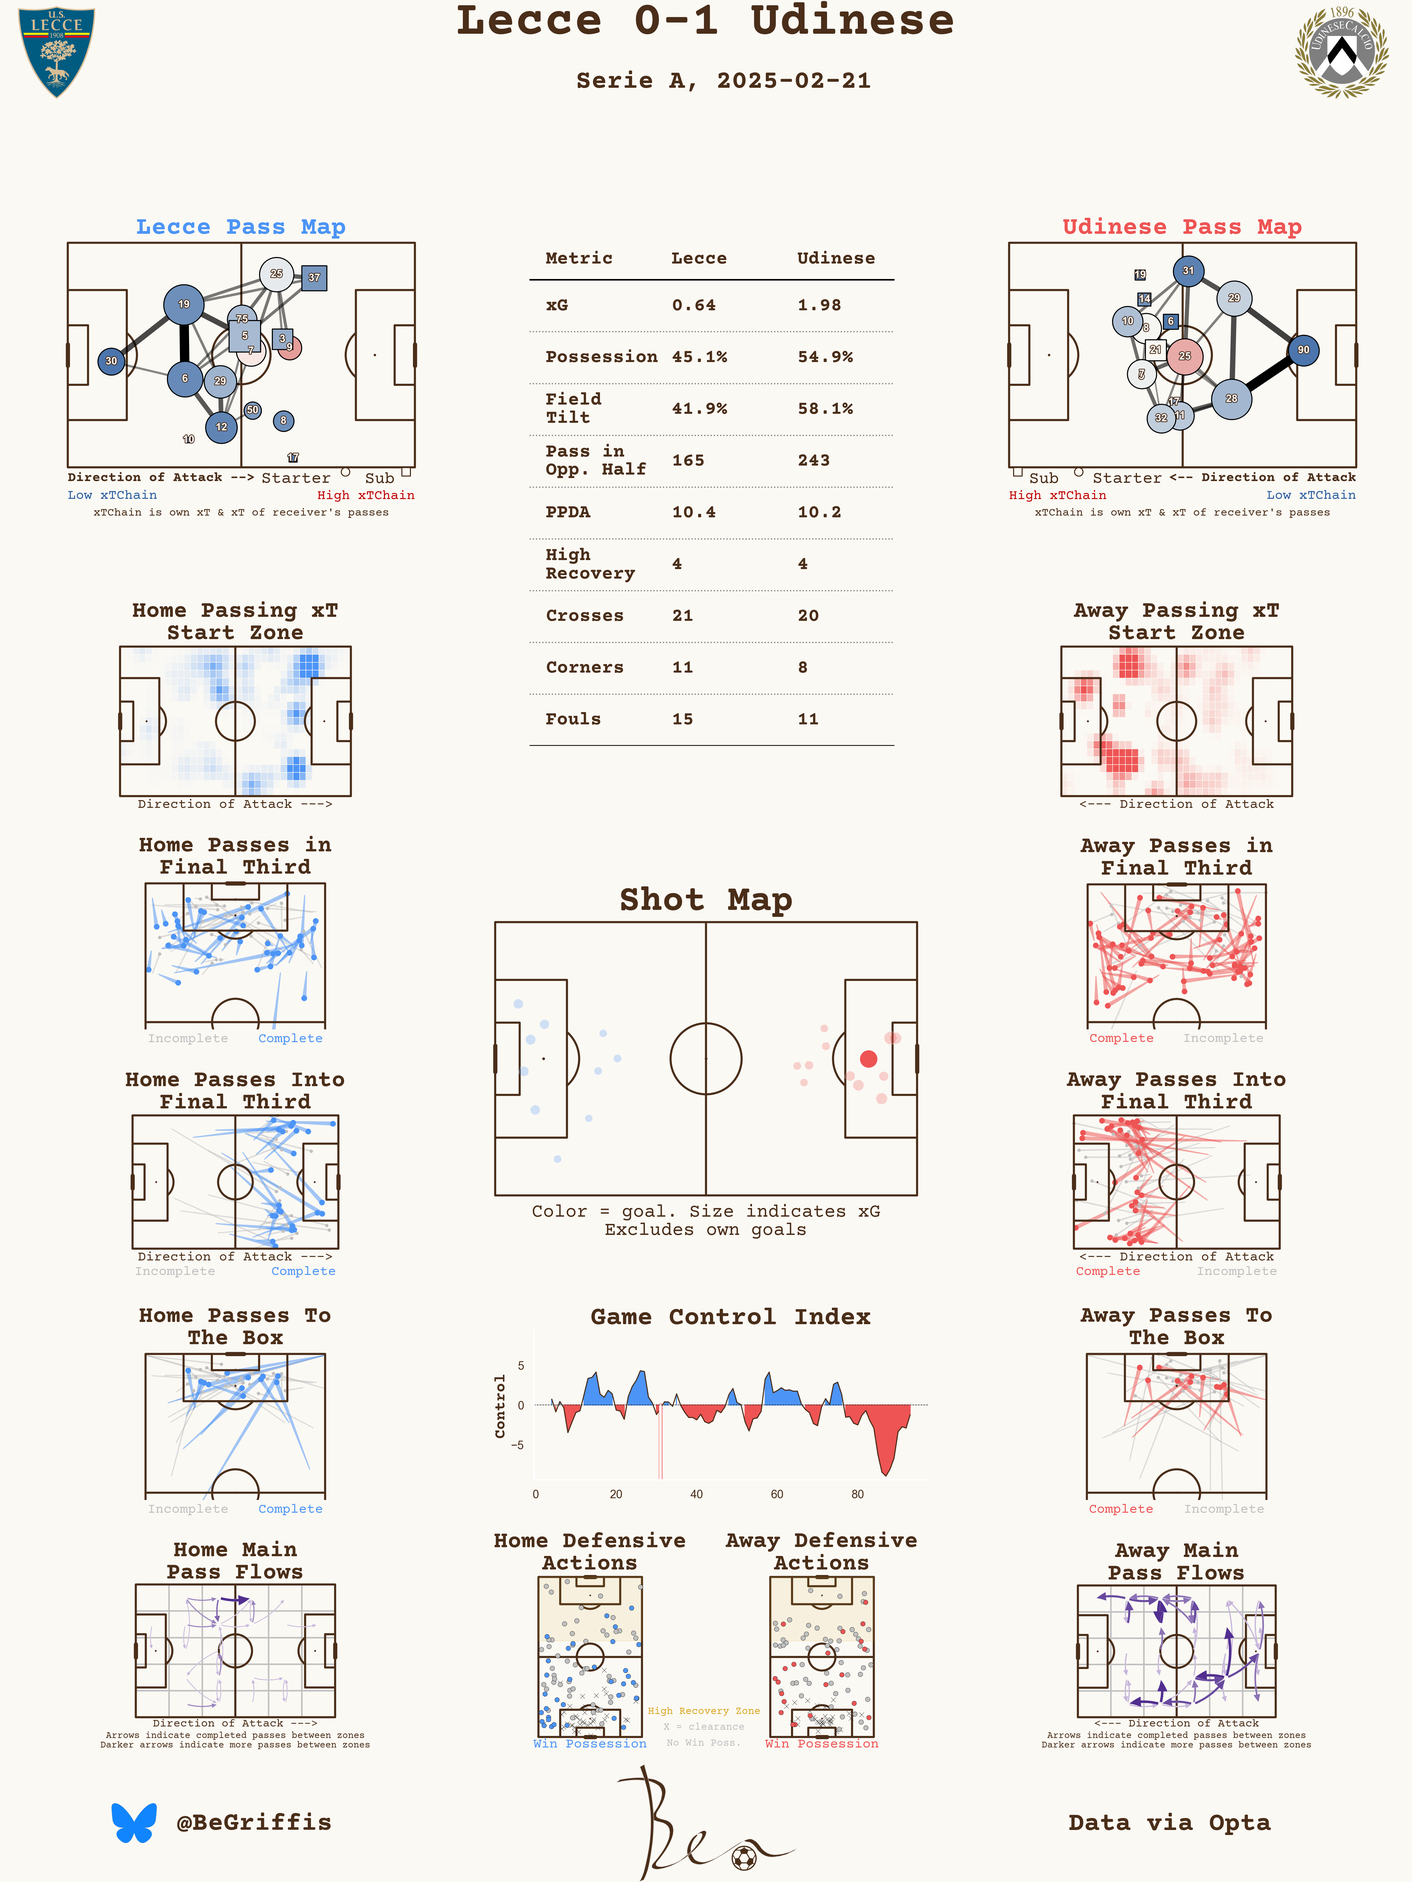 Lecce 0-1 Udinese
Serie A, 2025-02-21
U.S.
LECCE
1908
1896
UDINESE CALCIO
Lecce Pass Map
25
37
19
75
5
3
7
9
30
6
29
50
8
12
10
17
Direction of Attack --> Starter Sub
Low xTChain High xTChain
xTChain is own xT & xT of receiver's passes
Metric Lecce Udinese
xG 0.64 1.98
Possession 45.1% 54.9%
Field
Tilt 41.9% 58.1%
Pass in
Opp. Half 165 243
PPDA 10.4 10.2
High
Recovery 4 4
Crosses 21 20
Corners 11 8
Fouls 15 11
Udinese Pass Map
19
31
14
29
10
8
6
21
25
90
28
17
32
11
Sub Starter <-- Direction of Attack
High xTChain Low xTChain
xTChain is own xT & xT of receiver's passes
Home Passing xT
Start Zone
Direction of Attack --->
Away Passing xT
Start Zone
<--- Direction of Attack
Home Passes in
Final Third
Incomplete Complete
Away Passes in
Final Third
Complete Incomplete
Shot Map
Color = goal. Size indicates xG
Excludes own goals
Home Passes Into
Final Third
Direction of Attack --->
Incomplete Complete
Away Passes Into
Final Third
<--- Direction of Attack
Complete Incomplete
Home Passes To
The Box
Incomplete Complete
Game Control Index
Control
5
0
−5
0 20 40 60 80
Away Passes To
The Box
Complete Incomplete
Home Main
Pass Flows
Direction of Attack --->
Arrows indicate completed passes between zones
Darker arrows indicate more passes between zones
Home Defensive
Actions
Win Possession
Away Defensive
Actions
Win Possession
High Recovery Zone
X = clearance
No Win Poss.
Away Main
Pass Flows
<--- Direction of Attack
Arrows indicate completed passes between zones
Darker arrows indicate more passes between zones
@BeGriffis
Ben
Data via Opta